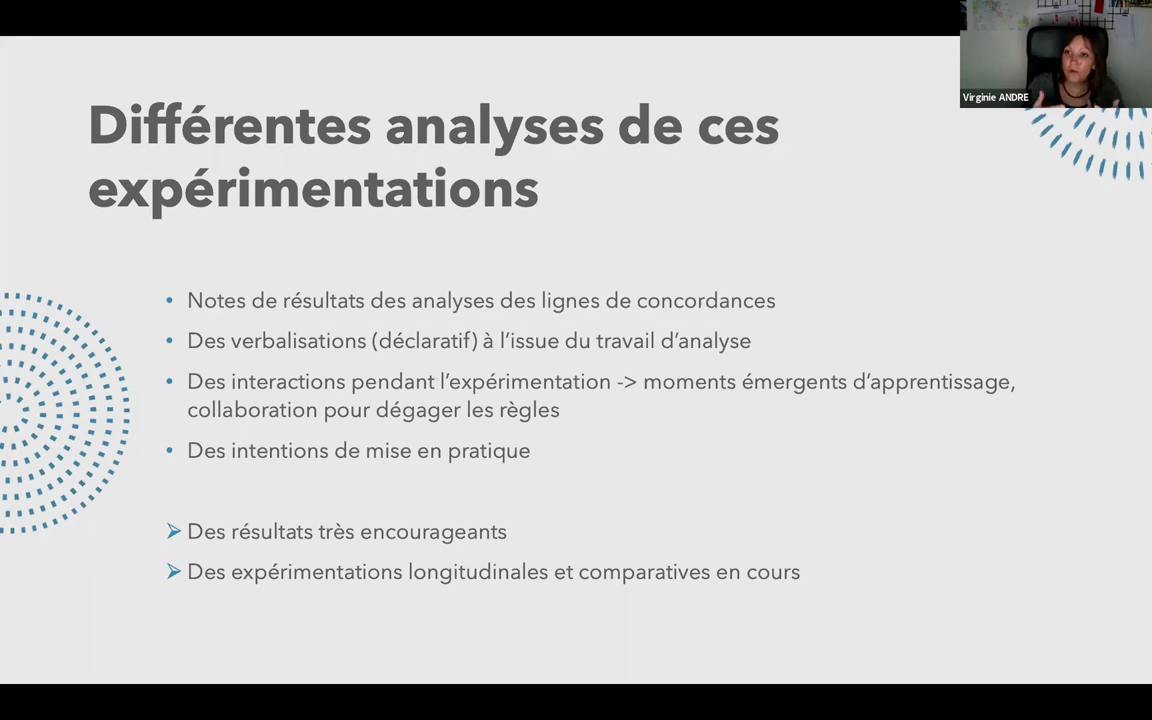 Virginie ANDRE
Différentes analyses de ces
expérimentations
• Notes de résultats des analyses des lignes de concordances
• Des verbalisations (déclaratif) à l’issue du travail d’analyse
• Des interactions pendant l’expérimentation -> moments émergents d’apprentissage,
collaboration pour dégager les règles
• Des intentions de mise en pratique
➢ Des résultats très encourageants
➢ Des expérimentations longitudinales et comparatives en cours